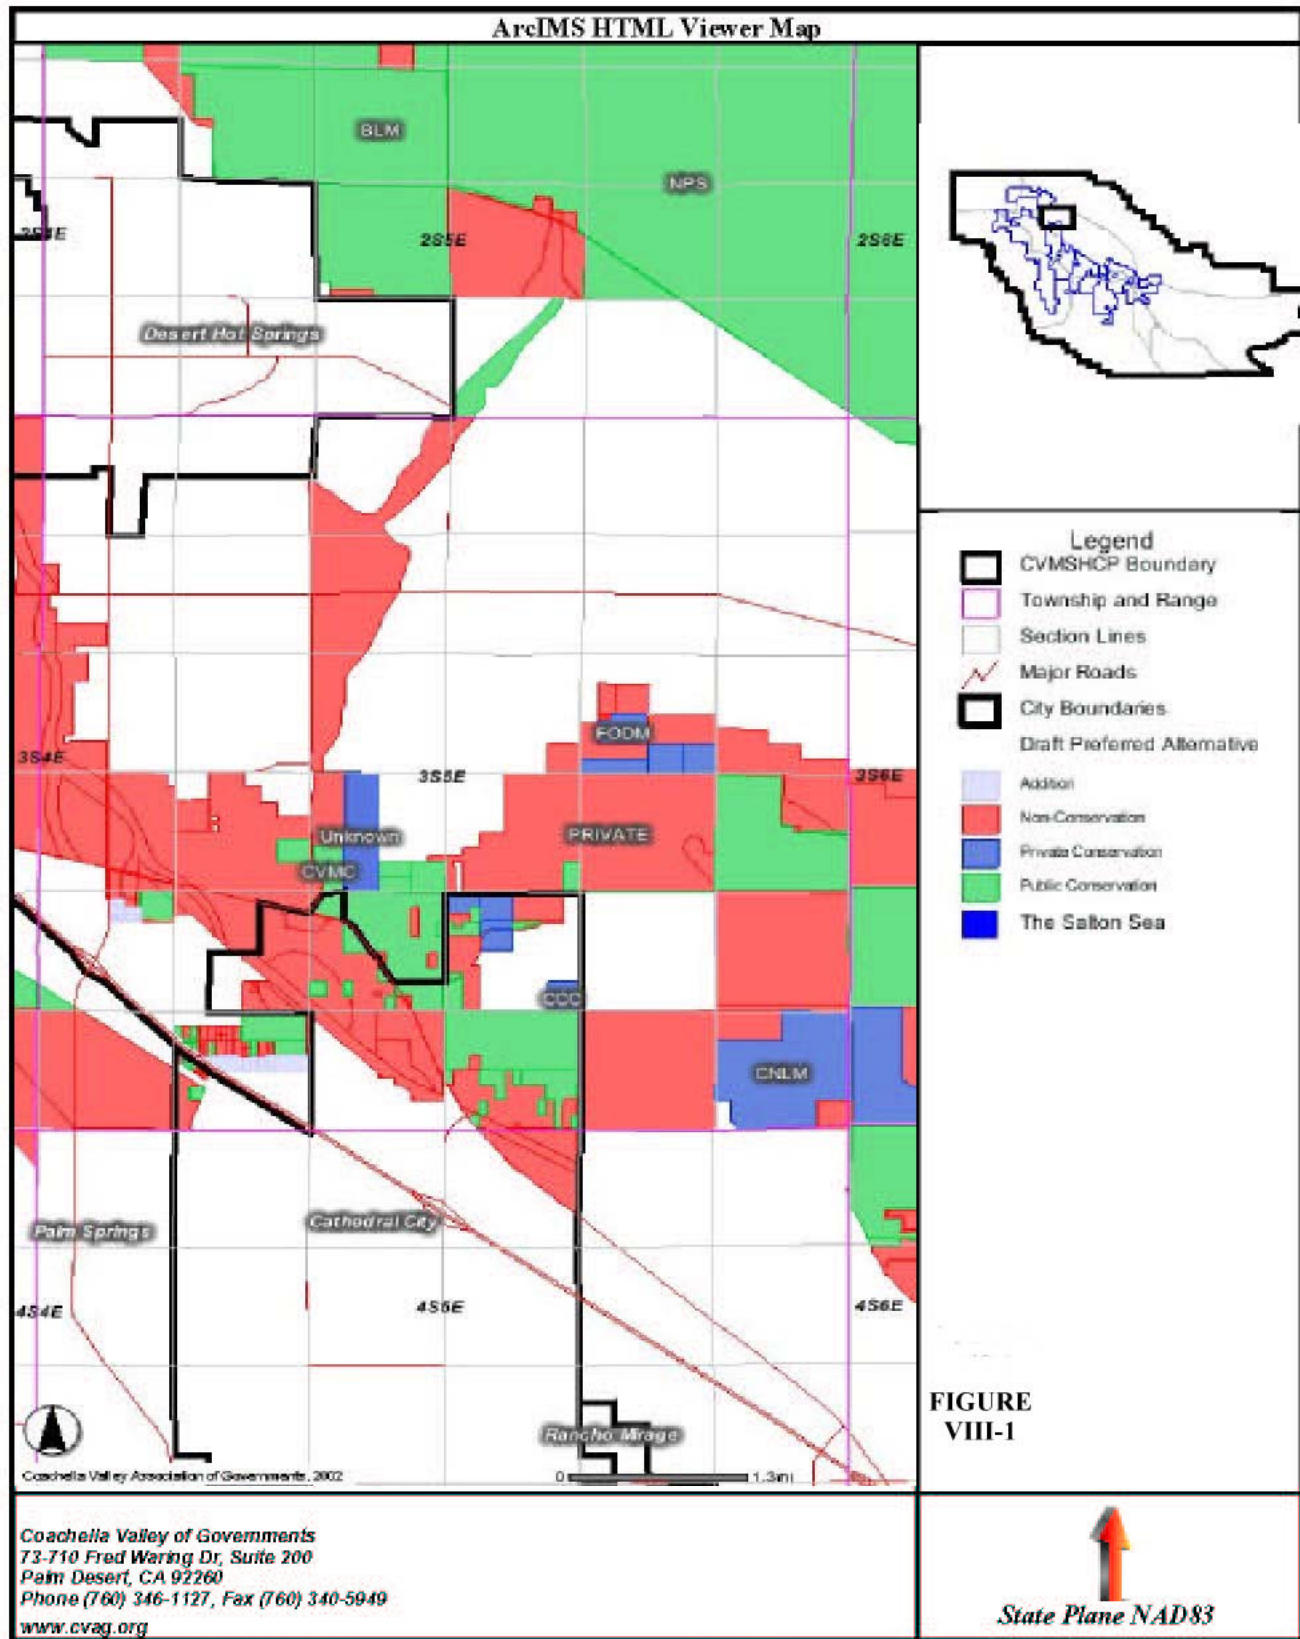 ArcIMS HTML Viewer Map
BLM
NPS
2S4E
2S5E
2S6E
Desert Hot Springs
FODM
3S4E
3S5E
3S6E
Unknown
PRIVATE
CVMC
CCC
CNLM
Palm Springs
Cathedral City
4S4E
4S5E
4S6E
Rancho Mirage
Coachella Valley Association of Governments, 2002
0
1.3mi
Legend
CVMSHCP Boundary
Township and Range
Section Lines
Major Roads
City Boundaries
Draft Preferred Alternative
Addition
Non-Conservation
Private Conservation
Public Conservation
The Salton Sea
FIGURE
VIII-1
Coachella Valley of Governments
73-710 Fred Waring Dr, Suite 200
Palm Desert, CA 92260
Phone (760) 346-1127, Fax (760) 340-5949
www.cvag.org
State Plane NAD83